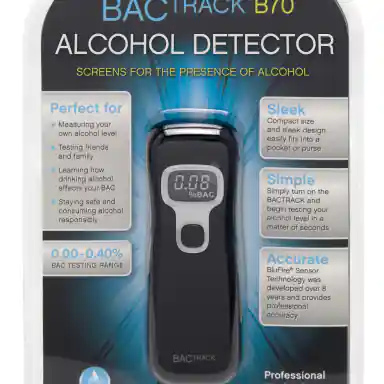 BACTRACK B70
ALCOHOL DETECTOR
SCREENS FOR THE PRESENCE OF ALCOHOL
Perfect for
Measuring your
own alcohol level
Testing friends
and family
Learning how
drinking alcohol
affects your BAC
Staying safe and
consuming alcohol
responsibly
0.00-0.40%
BAC TESTING RANGE
0.08
%BAC
BACTRACK
Sleek
Compact size
and sleek design
easily fits into a
pocket or purse
Simple
Simply turn on the
BACTRACK and
begin testing your
alcohol level in a
matter of seconds
Accurate
BluFire® Sensor
Technology was
developed over 8
years and provides
professional
accuracy
Professional